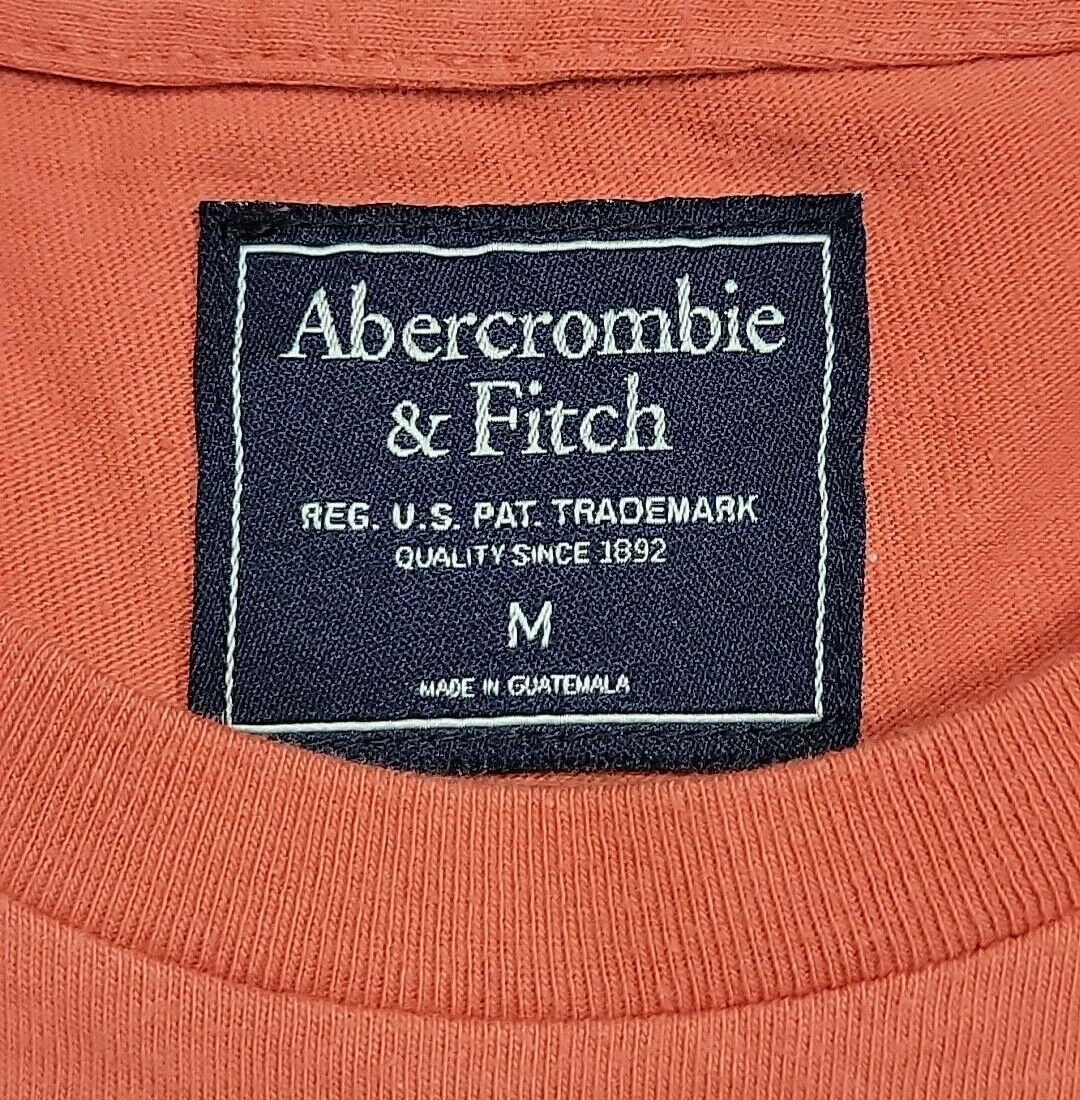 Abercrombie
& Fitch
REG. U.S. PAT. TRADEMARK
QUALITY SINCE 1892
M
MADE IN GUATEMALA